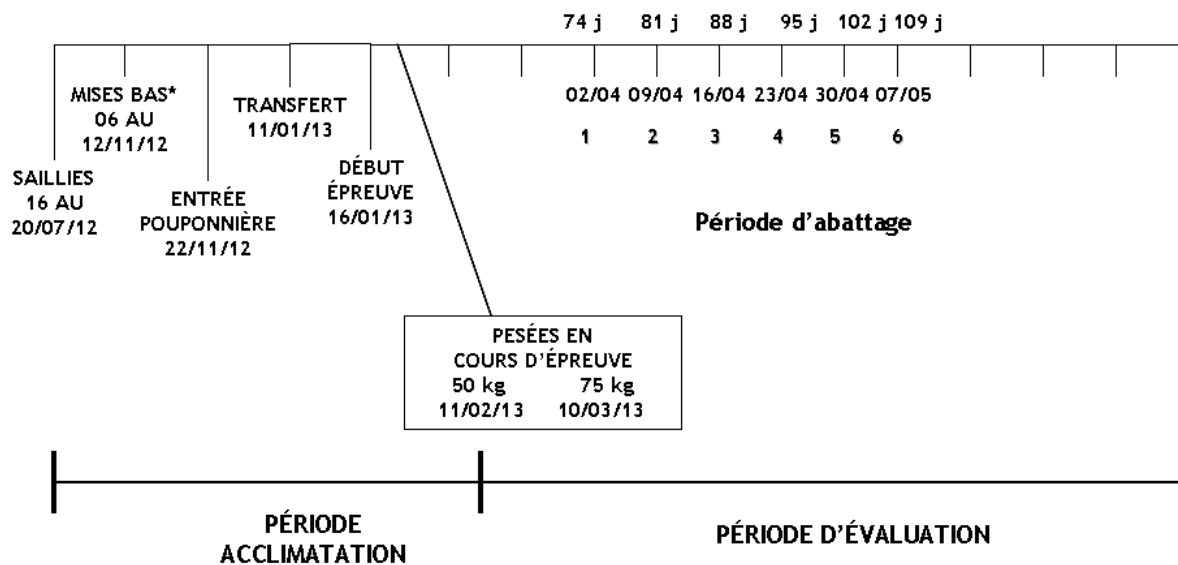 74 j 81 j 88 j 95 j 102 j 109 j
02/04 09/04 16/04 23/04 30/04 07/05
1 2 3 4 5 6
Période d'abattage
SAILLIES
16 AU
20/07/12
MISES BAS*
06 AU
12/11/12
ENTRÉE
POUPONNIÈRE
22/11/12
TRANSFERT
11/01/13
DÉBUT
ÉPREUVE
16/01/13
PESÉES EN
COURS D'ÉPREUVE
50 kg 75 kg
11/02/13 10/03/13
PÉRIODE
ACCLIMATATION
PÉRIODE D'ÉVALUATION